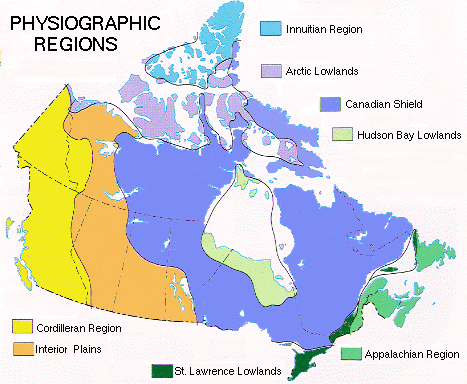 PHYSIOGRAPHIC
REGIONS
Innuitian Region
Arctic Lowlands
Canadian Shield
Hudson Bay Lowlands
Cordilleran Region
Interior Plains
St. Lawrence Lowlands
Appalachian Region